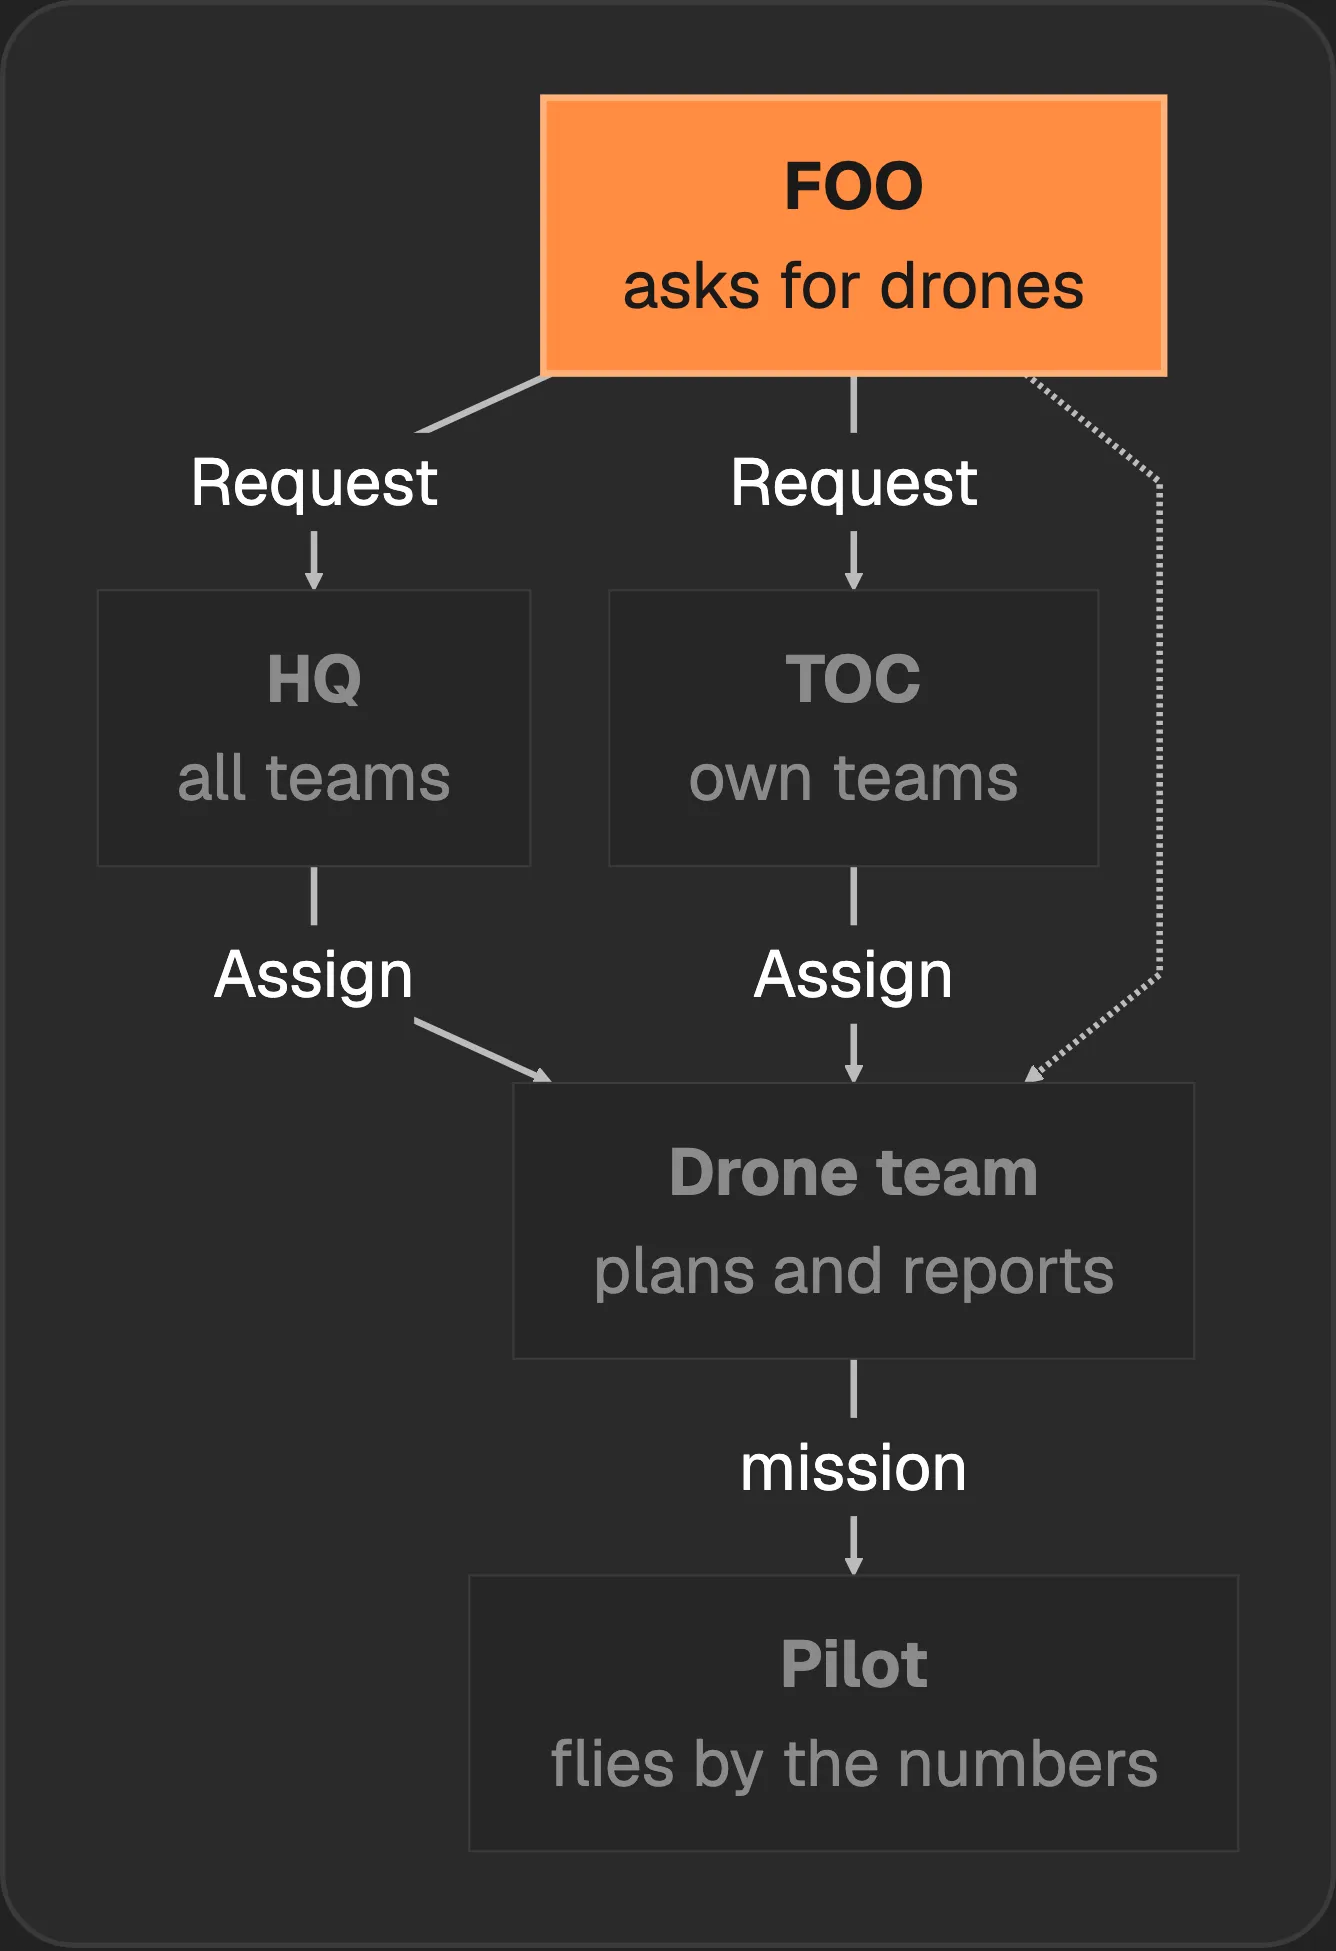 FOO
asks for drones
Request
Request
HQ
all teams
TOC
own teams
Assign
Assign
Drone team
plans and reports
mission
Pilot
flies by the numbers